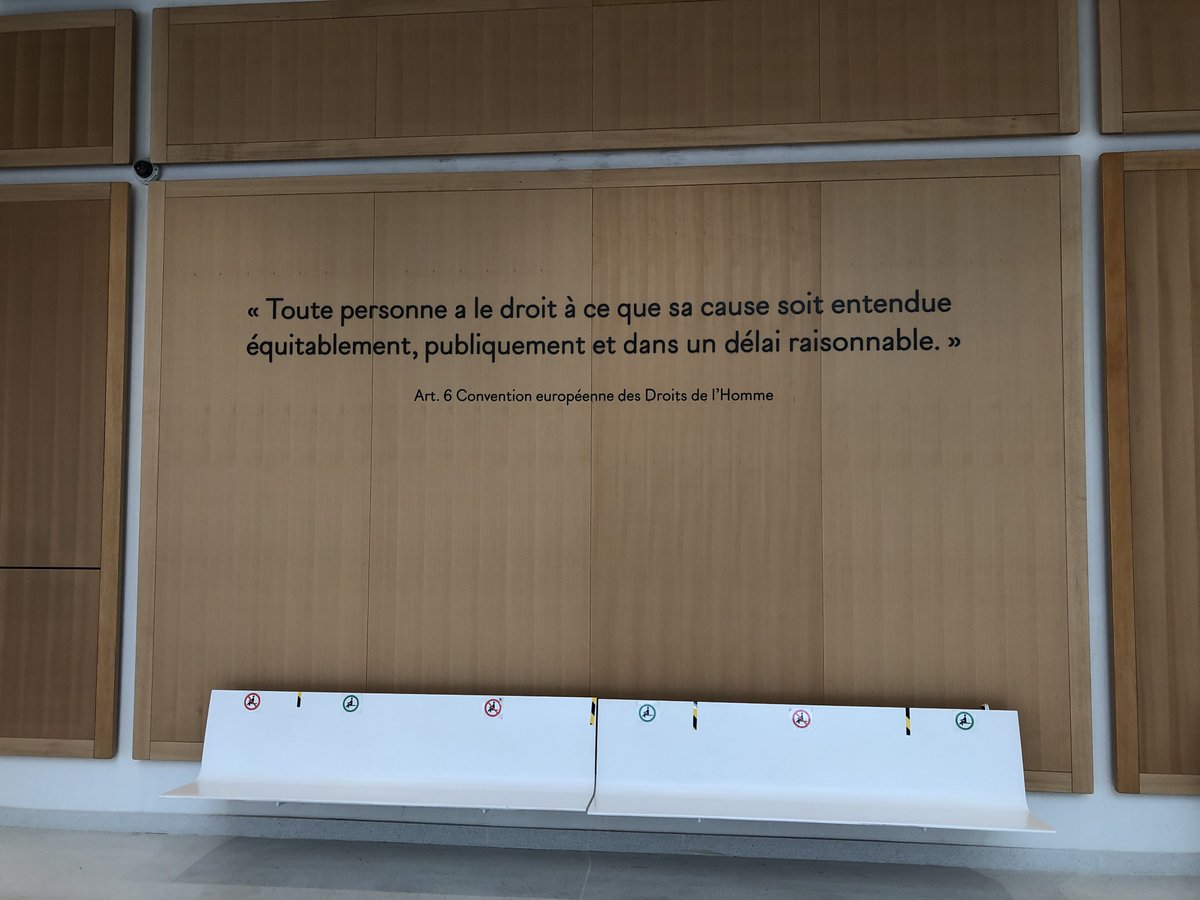 « Toute personne a le droit à ce que sa cause soit entendue
équitablement, publiquement et dans un délai raisonnable. »
Art. 6 Convention européenne des Droits de l'Homme